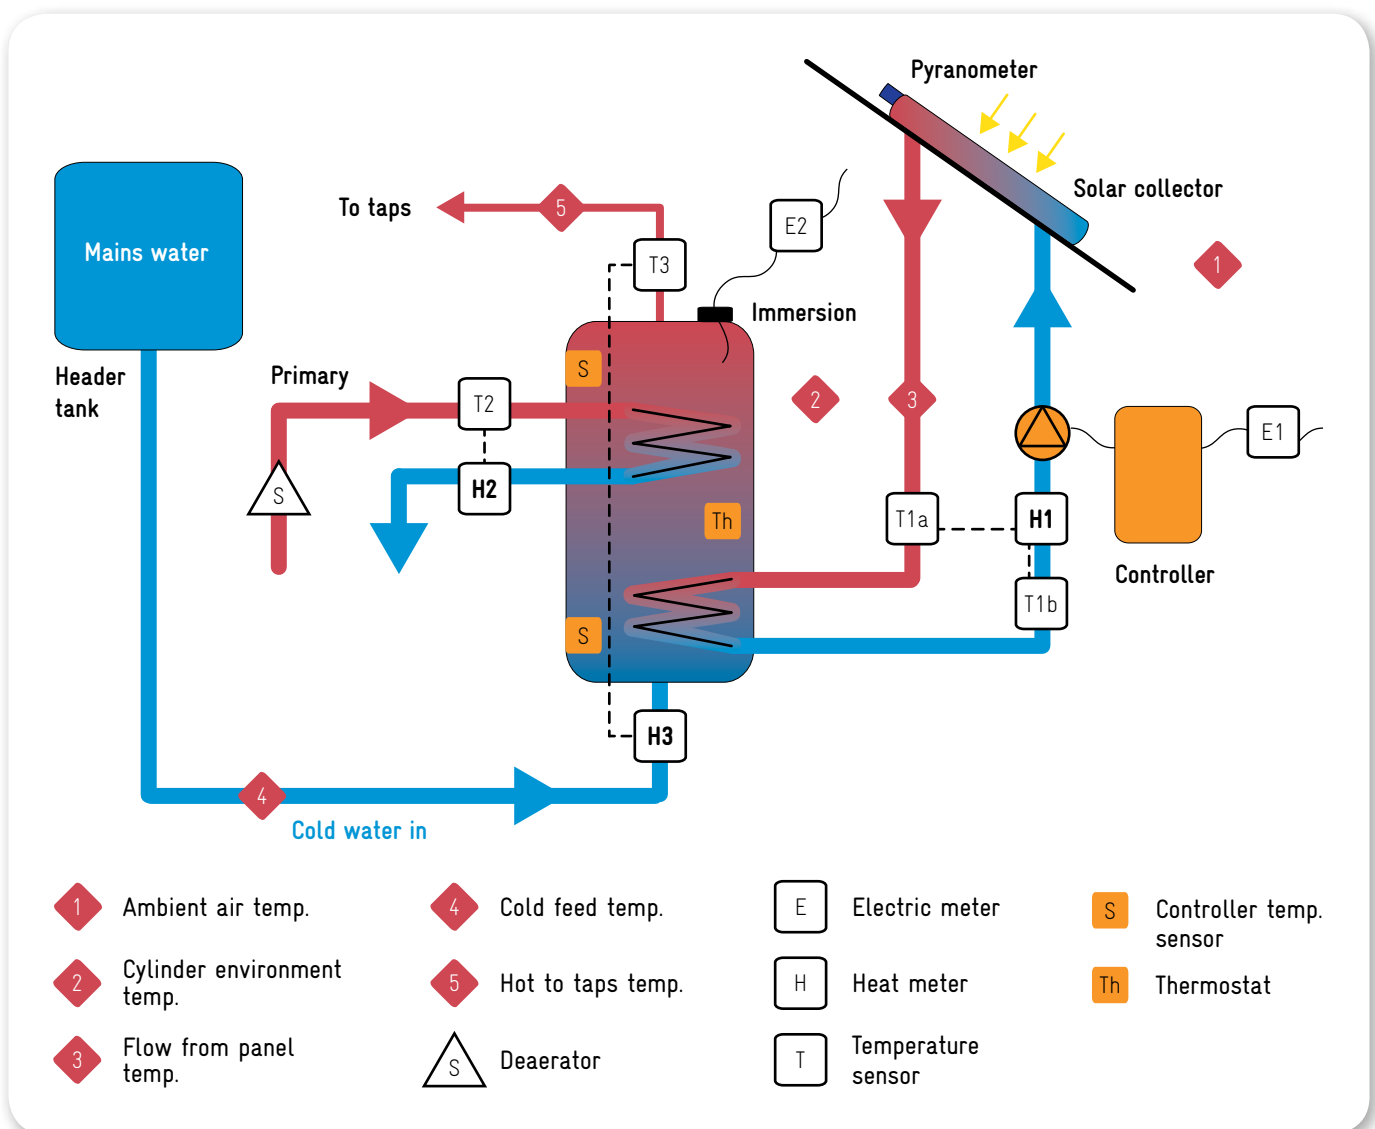 Pyranometer
Solar collector
Mains water
To taps
5
E2
1
T3
Immersion
Header
tank
Primary
S
T2
2
3
E1
S
H2
Th
T1a
H1
Controller
T1b
S
H3
4
Cold water in
1 Ambient air temp.
4 Cold feed temp.
E Electric meter
S Controller temp.
sensor
2 Cylinder environment
temp.
5 Hot to taps temp.
H Heat meter
Th Thermostat
3 Flow from panel
temp.
S Deaerator
T Temperature
sensor